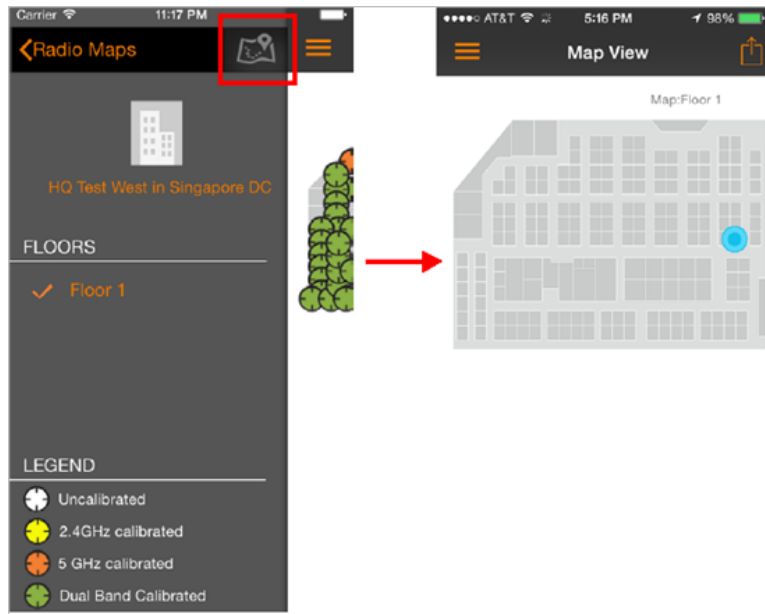 Carrier 11:17 PM
Radio Maps
HQ Test West in Singapore DC
FLOORS
Floor 1
LEGEND
Uncalibrated
2.4GHz calibrated
5 GHz calibrated
Dual Band Calibrated
AT&T 5:16 PM 98%
Map View
Map:Floor 1